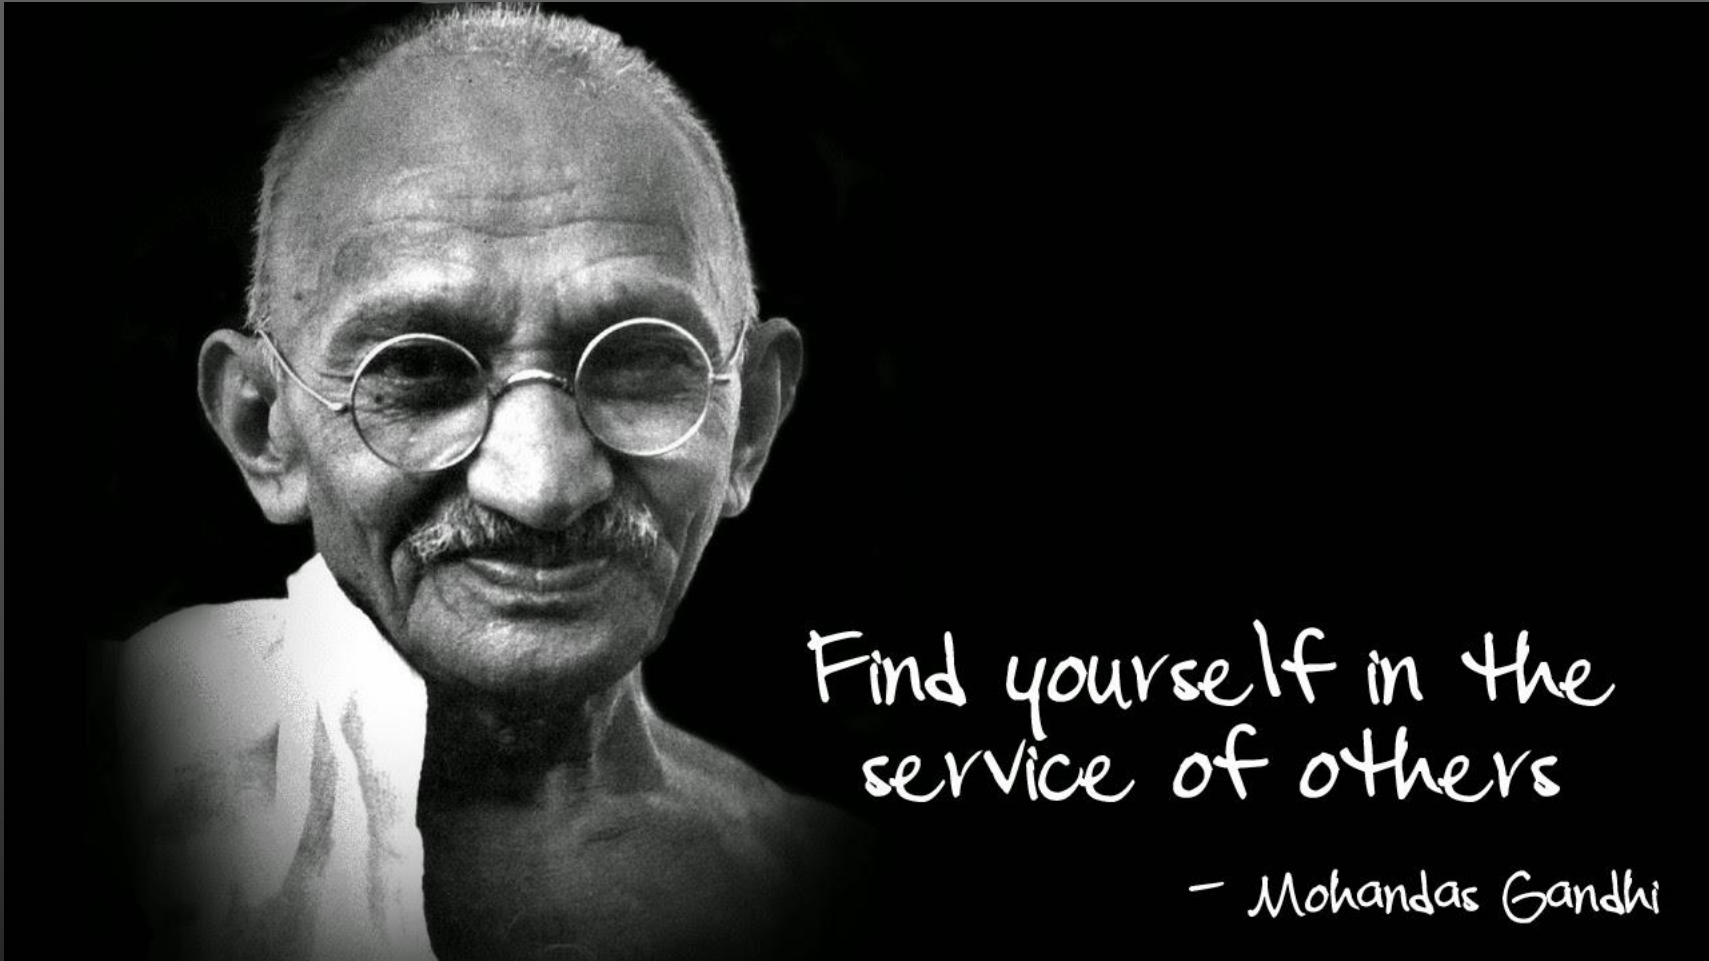 Find yourself in the
service of others
- Mohandas Gandhi